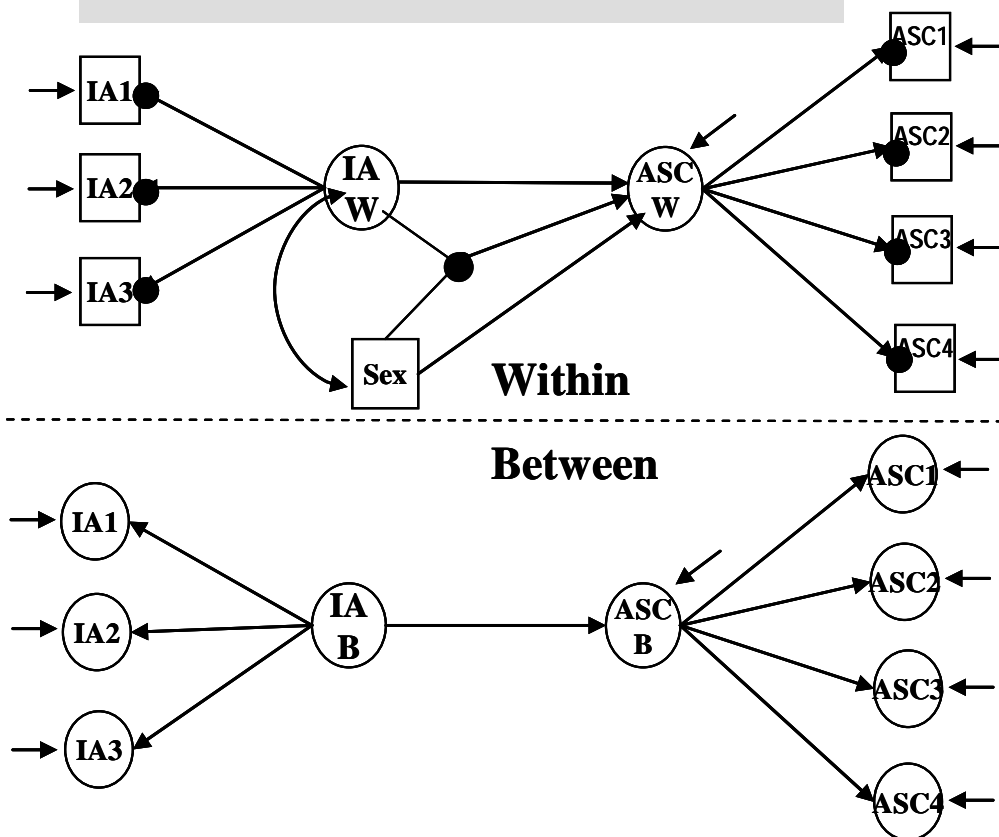 ASC1
IA1
IA2
IA3
IA
W
ASC
W
ASC2
ASC3
ASC4
Sex
Within
Between
IA1
IA2
IA3
IA
B
ASC
B
ASC1
ASC2
ASC3
ASC4